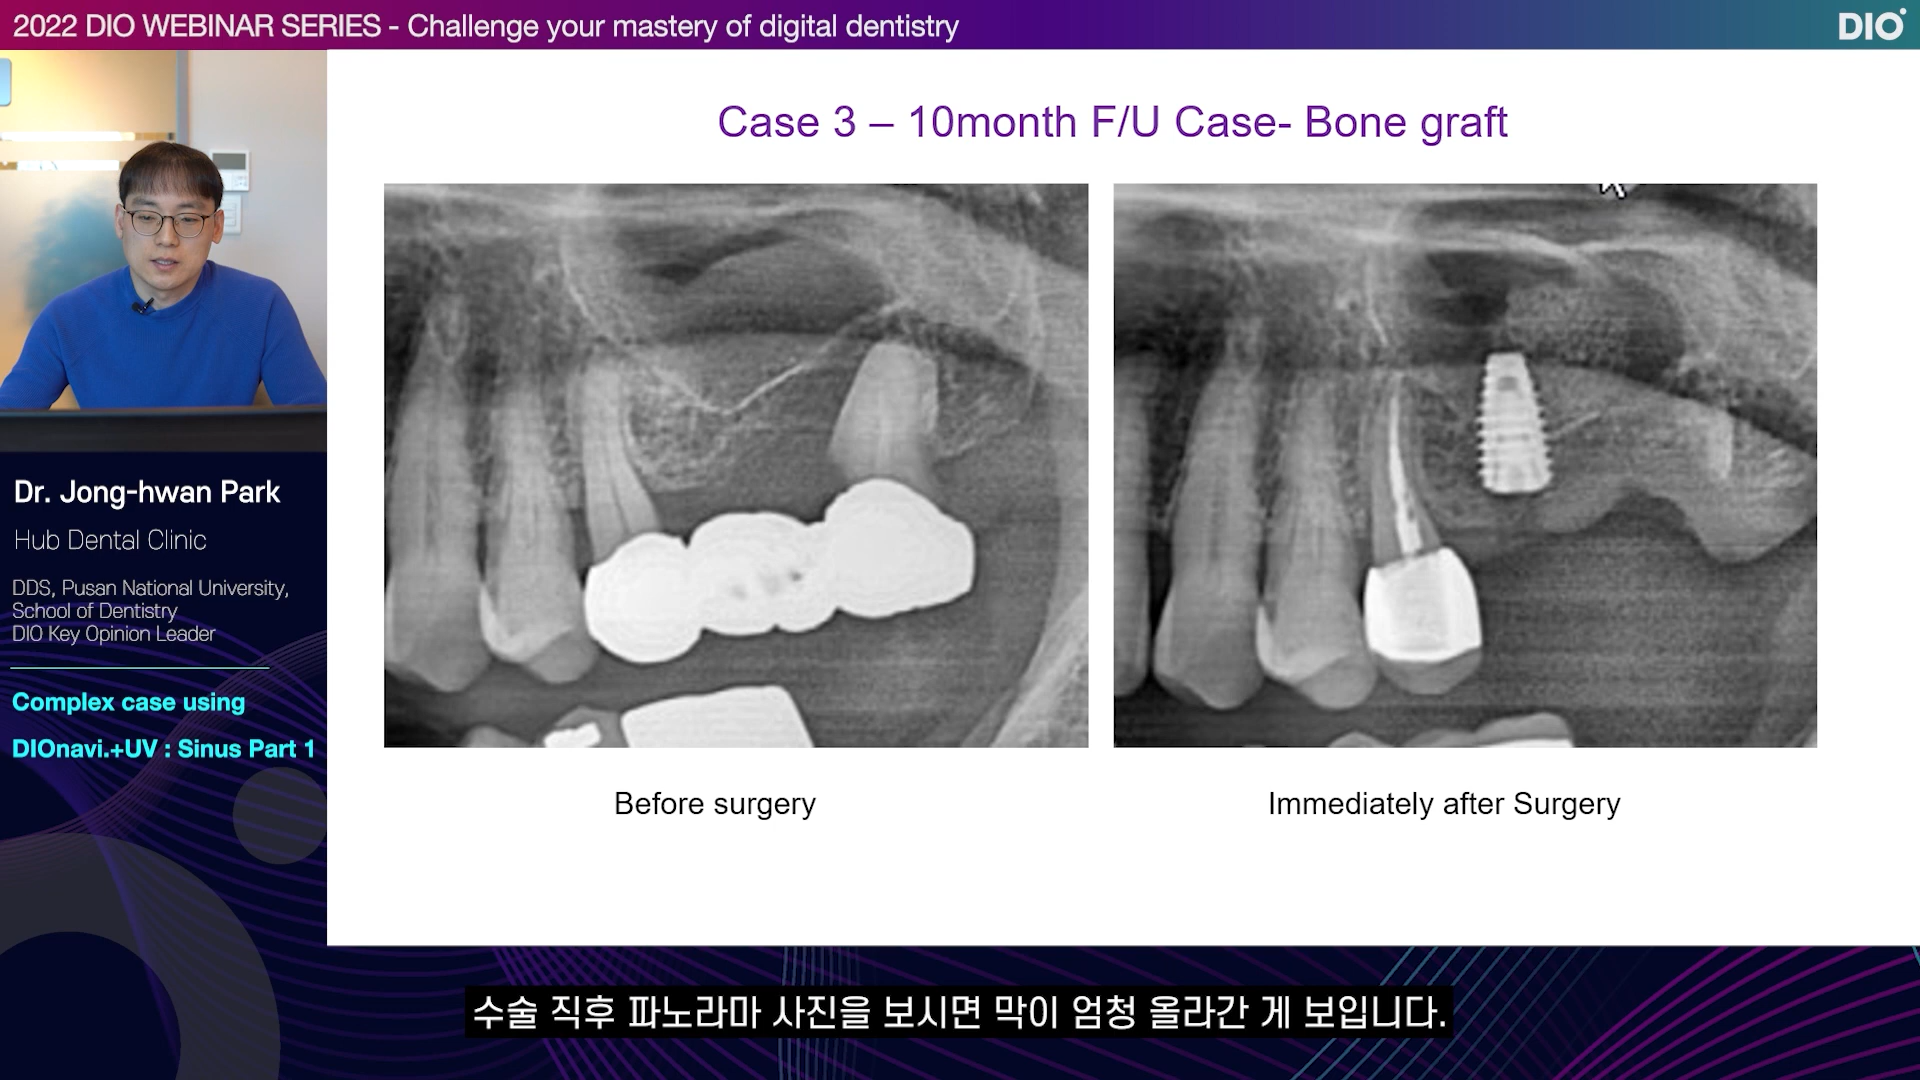 2022 DIO WEBINAR SERIES - Challenge your mastery of digital dentistry
DIO
Case 3 – 10month F/U Case- Bone graft
Dr. Jong-hwan Park
Hub Dental Clinic
DDS, Pusan National University,
School of Dentistry
DIO Key Opinion Leader
Complex case using
DIOnavi.+UV : Sinus Part 1
Before surgery
Immediately after Surgery
수술 직후 파노라마 사진을 보시면 막이 엄청 올라간 게 보입니다.